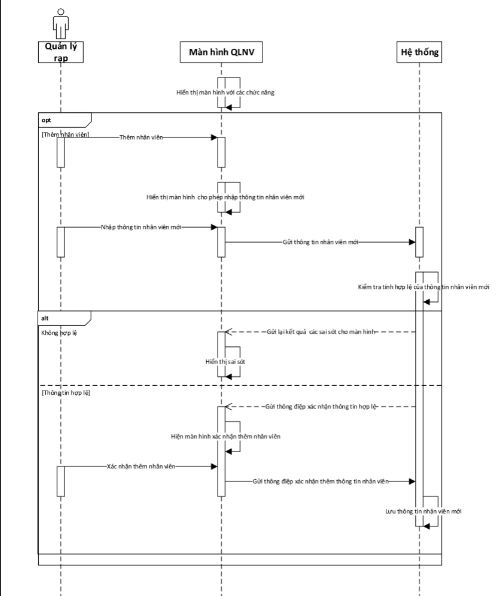 Quản lý
rạp
Màn hình QLNV
Hệ thống
Hiển thị màn hình với các chức năng
opt
[Thêm nhân viên]
Thêm nhân viên
Hiển thị màn hình cho phép nhập thông tin nhân viên mới
Nhập thông tin nhân viên mới
Gửi thông tin nhân viên mới
Kiểm tra tính hợp lệ của thông tin nhân viên mới
alt
Không hợp lệ
Gửi lại kết quả các sai sót cho màn hình
Hiển thị sai sót
[Thông tin hợp lệ]
Gửi thông điệp xác nhận thông tin hợp lệ
Hiện màn hình xác nhận thêm nhân viên
Xác nhận thêm nhân viên
Gửi thông điệp xác nhận thêm thông tin nhân viên
Lưu thông tin nhân viên mới